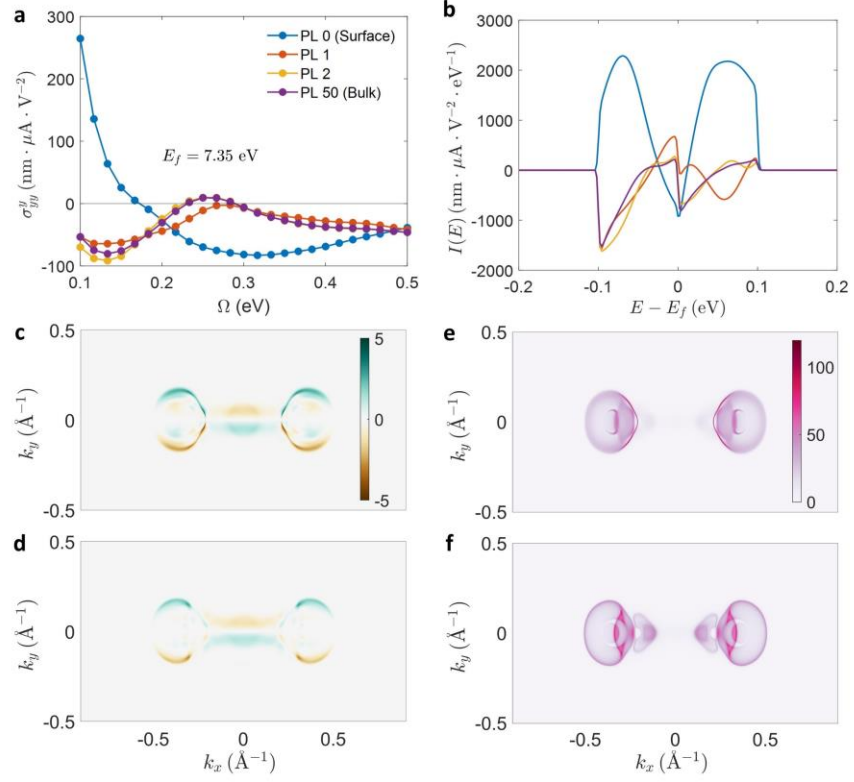 a
300
200
100
0
-100
σ^y_yy (nm · μA · V⁻²)
PL 0 (Surface)
PL 1
PL 2
PL 50 (Bulk)
E_f = 7.35 eV
0.1 0.2 0.3 0.4 0.5
Ω (eV)
b
3000
2000
1000
0
-1000
-2000
I(E) (nm · μA · V⁻² · eV⁻¹)
-0.2 -0.1 0 0.1 0.2
E − E_f (eV)
c
0.5
0
-0.5
k_y (Å⁻¹)
5
0
-5
e
0.5
0
-0.5
k_y (Å⁻¹)
100
50
0
d
0.5
0
-0.5
k_y (Å⁻¹)
-0.5 0 0.5
k_x (Å⁻¹)
f
0.5
0
-0.5
k_y (Å⁻¹)
-0.5 0 0.5
k_x (Å⁻¹)